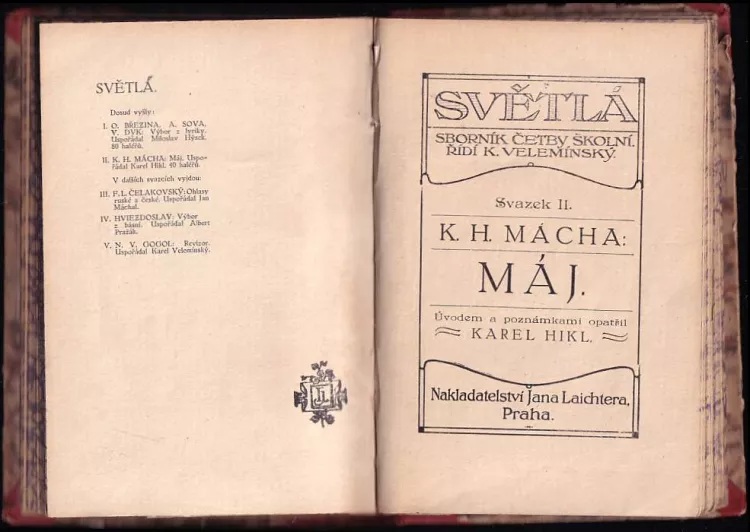 SVĚTLÁ.
Dosud vyšly:
I. O. BŘEZINA, A. SOVA,
V. DYK: Výbor z lyriky.
Uspořádal Miloslav Hýsek.
80 haléřů.
II. K. H. MÁCHA: Máj. Uspo-
řádal Karel Hikl. 40 haléřů.
V dalších svazcích vyjdou:
III. F. L. ČELAKOVSKÝ: Ohlasy
ruské a české. Uspořádal Jan
Máchal.
IV. HVIEZDOSLAV: Výbor
z básní. Uspořádal Albert
Pražák.
V. N. V. GOGOL: Revizor.
Uspořádal Karel Velemínský.
SVĚTLÁ
SBORNÍK ČETBY ŠKOLNÍ.
ŘÍDÍ K. VELEMÍNSKÝ.
Svazek II.
K. H. MÁCHA:
MÁJ.
Úvodem a poznámkami opatřil
KAREL HIKL.
Nakladatelství Jana Laichtera,
Praha.